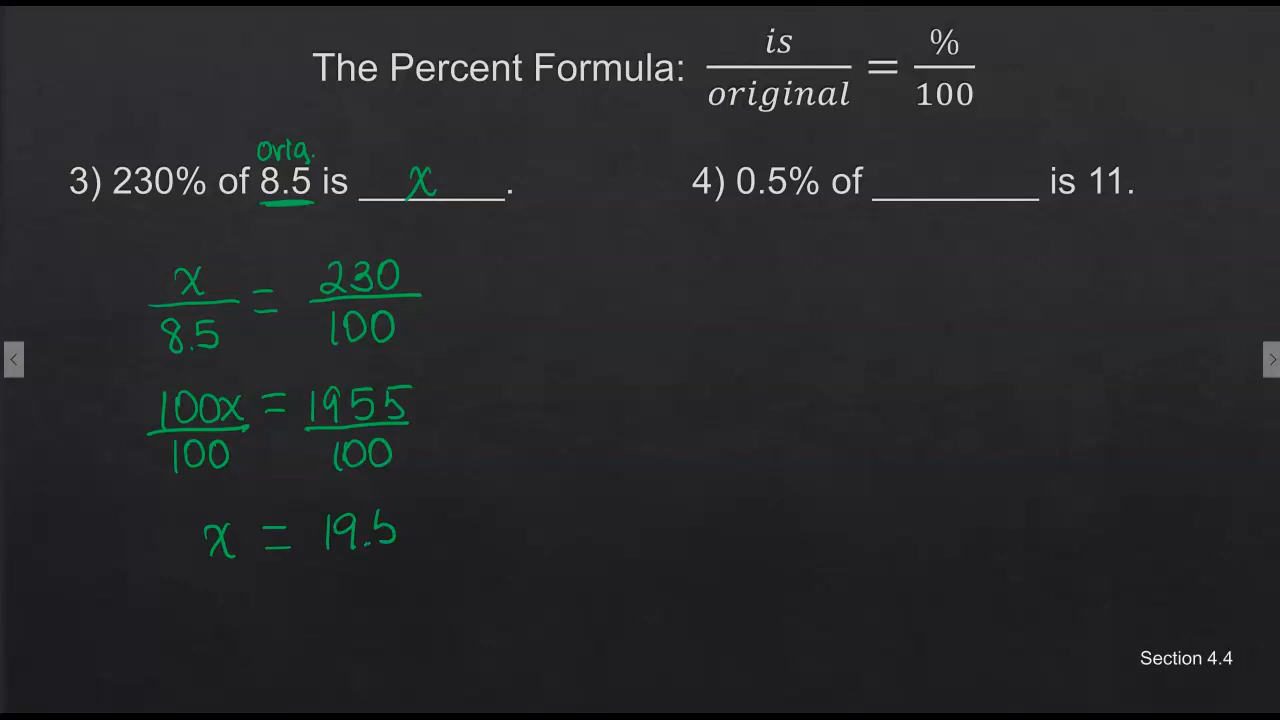 The Percent Formula: is/original = %/100
orig.
3) 230% of 8.5 is ___x___.
4) 0.5% of ________ is 11.
x/8.5 = 230/100
100x/100 = 1955/100
x = 19.5
Section 4.4